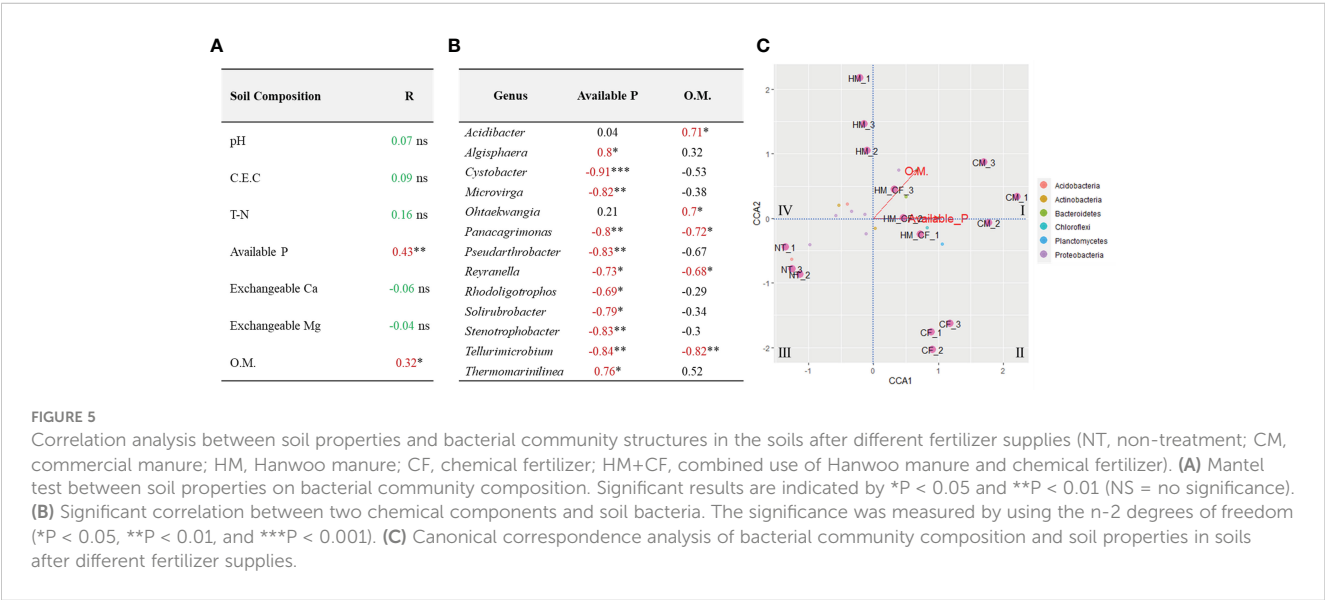 A
Soil Composition R
pH 0.07 ns
C.E.C 0.09 ns
T-N 0.16 ns
Available P 0.43**
Exchangeable Ca -0.06 ns
Exchangeable Mg -0.04 ns
O.M. 0.32*
B
Genus Available P O.M.
Acidibacter 0.04 0.71*
Algisphaera 0.8* 0.32
Cystobacter -0.91*** -0.53
Microvirga -0.82** -0.38
Ohtaekwangia 0.21 0.7*
Panacagrimonas -0.8** -0.72*
Pseudarthrobacter -0.83** -0.67
Reyranella -0.73* -0.68*
Rhodoligotrophos -0.69* -0.29
Solirubrobacter -0.79* -0.34
Stenotrophobacter -0.83** -0.3
Tellurimicrobium -0.84** -0.82**
Thermomarinilinea 0.76* 0.52
C
CCA2
2
1
0
-1
-2
HM_1
HM_3
HM_2
O.M.
CM_3
HM_CF_3
CM_1
IV
I
HM_CF_2
Available_P
CM_2
HM_CF_1
NT_1
NT_3
NT_2
CF_3
CF_1
CF_2
III
II
-1 0 1 2
CCA1
Acidobacteria
Actinobacteria
Bacteroidetes
Chloroflexi
Planctomycetes
Proteobacteria
FIGURE 5
Correlation analysis between soil properties and bacterial community structures in the soils after different fertilizer supplies (NT, non-treatment; CM,
commercial manure; HM, Hanwoo manure; CF, chemical fertilizer; HM+CF, combined use of Hanwoo manure and chemical fertilizer). (A) Mantel
test between soil properties on bacterial community composition. Significant results are indicated by *P < 0.05 and **P < 0.01 (NS = no significance).
(B) Significant correlation between two chemical components and soil bacteria. The significance was measured by using the n-2 degrees of freedom
(*P < 0.05, **P < 0.01, and ***P < 0.001). (C) Canonical correspondence analysis of bacterial community composition and soil properties in soils
after different fertilizer supplies.